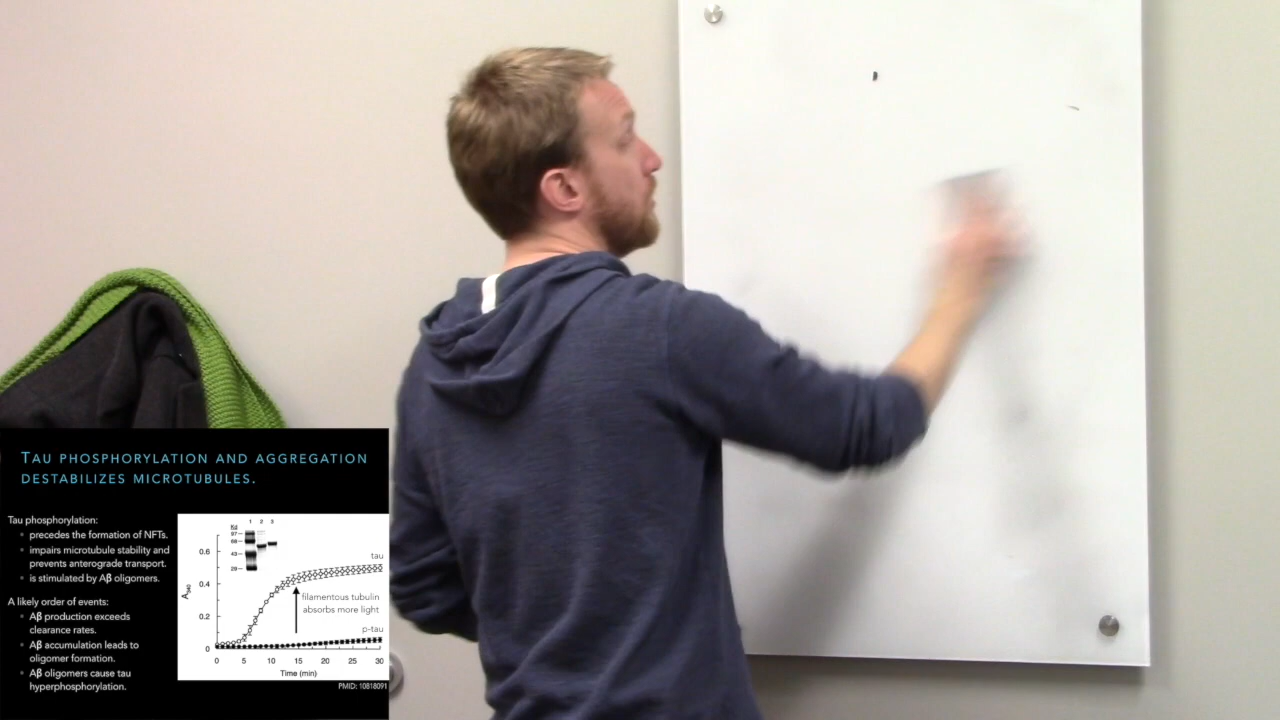 TAU PHOSPHORYLATION AND AGGREGATION
DESTABILIZES MICROTUBULES.
Tau phosphorylation:
precedes the formation of NFTs.
impairs microtubule stability and
prevents anterograde transport.
is stimulated by Aβ oligomers.
A likely order of events:
Aβ production exceeds
clearance rates.
Aβ accumulation leads to
oligomer formation.
Aβ oligomers cause tau
hyperphosphorylation.
Kd 1 2 3
97
68
43
29
0.6
0.4
0.2
0
A340
tau
filamentous tubulin
absorbs more light
p-tau
0 5 10 15 20 25 30
Time (min)
PMID: 10818091